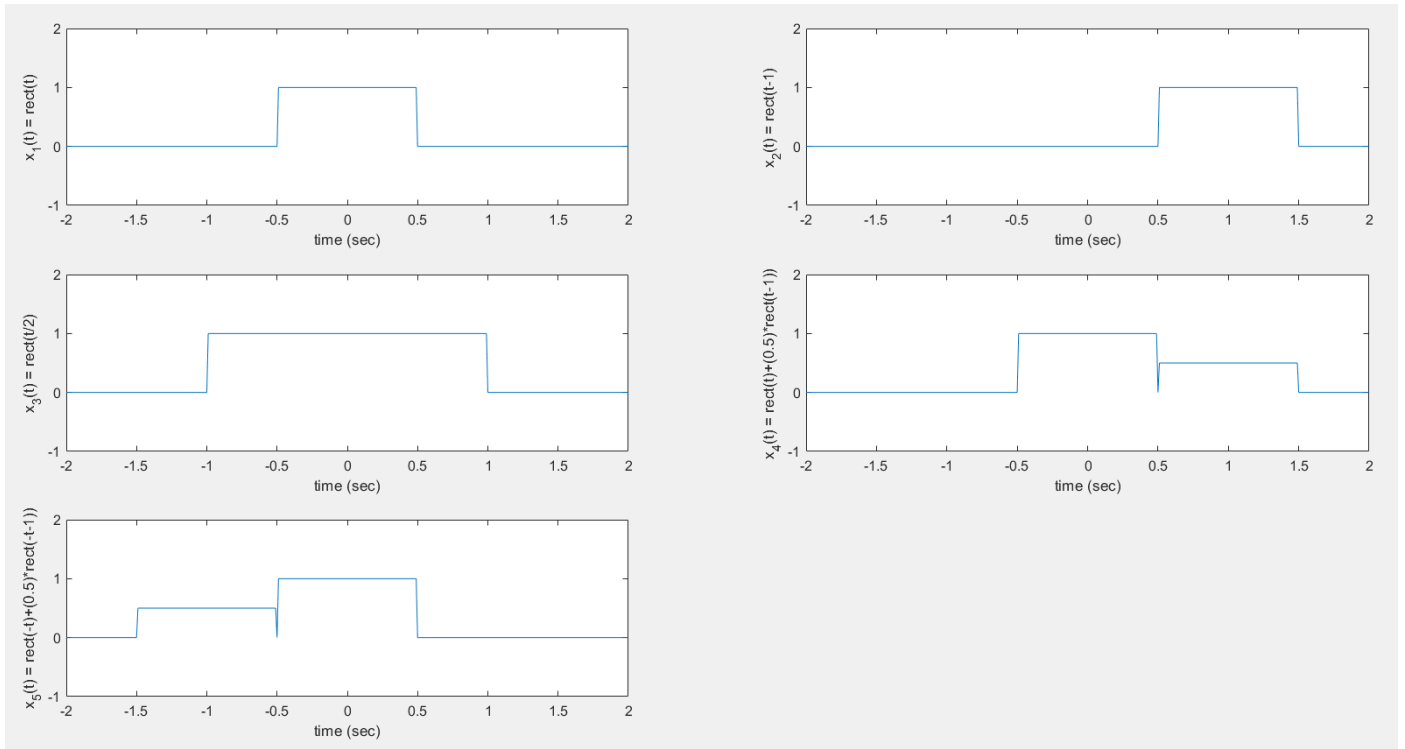 x₁(t) = rect(t)
2
1
0
-1
-2 -1.5 -1 -0.5 0 0.5 1 1.5 2
time (sec)
x₂(t) = rect(t-1)
2
1
0
-1
-2 -1.5 -1 -0.5 0 0.5 1 1.5 2
time (sec)
x₃(t) = rect(t/2)
2
1
0
-1
-2 -1.5 -1 -0.5 0 0.5 1 1.5 2
time (sec)
x₄(t) = rect(t)+(0.5)*rect(t-1))
2
1
0
-1
-2 -1.5 -1 -0.5 0 0.5 1 1.5 2
time (sec)
x₅(t) = rect(-t)+(0.5)*rect(-t-1))
2
1
0
-1
-2 -1.5 -1 -0.5 0 0.5 1 1.5 2
time (sec)